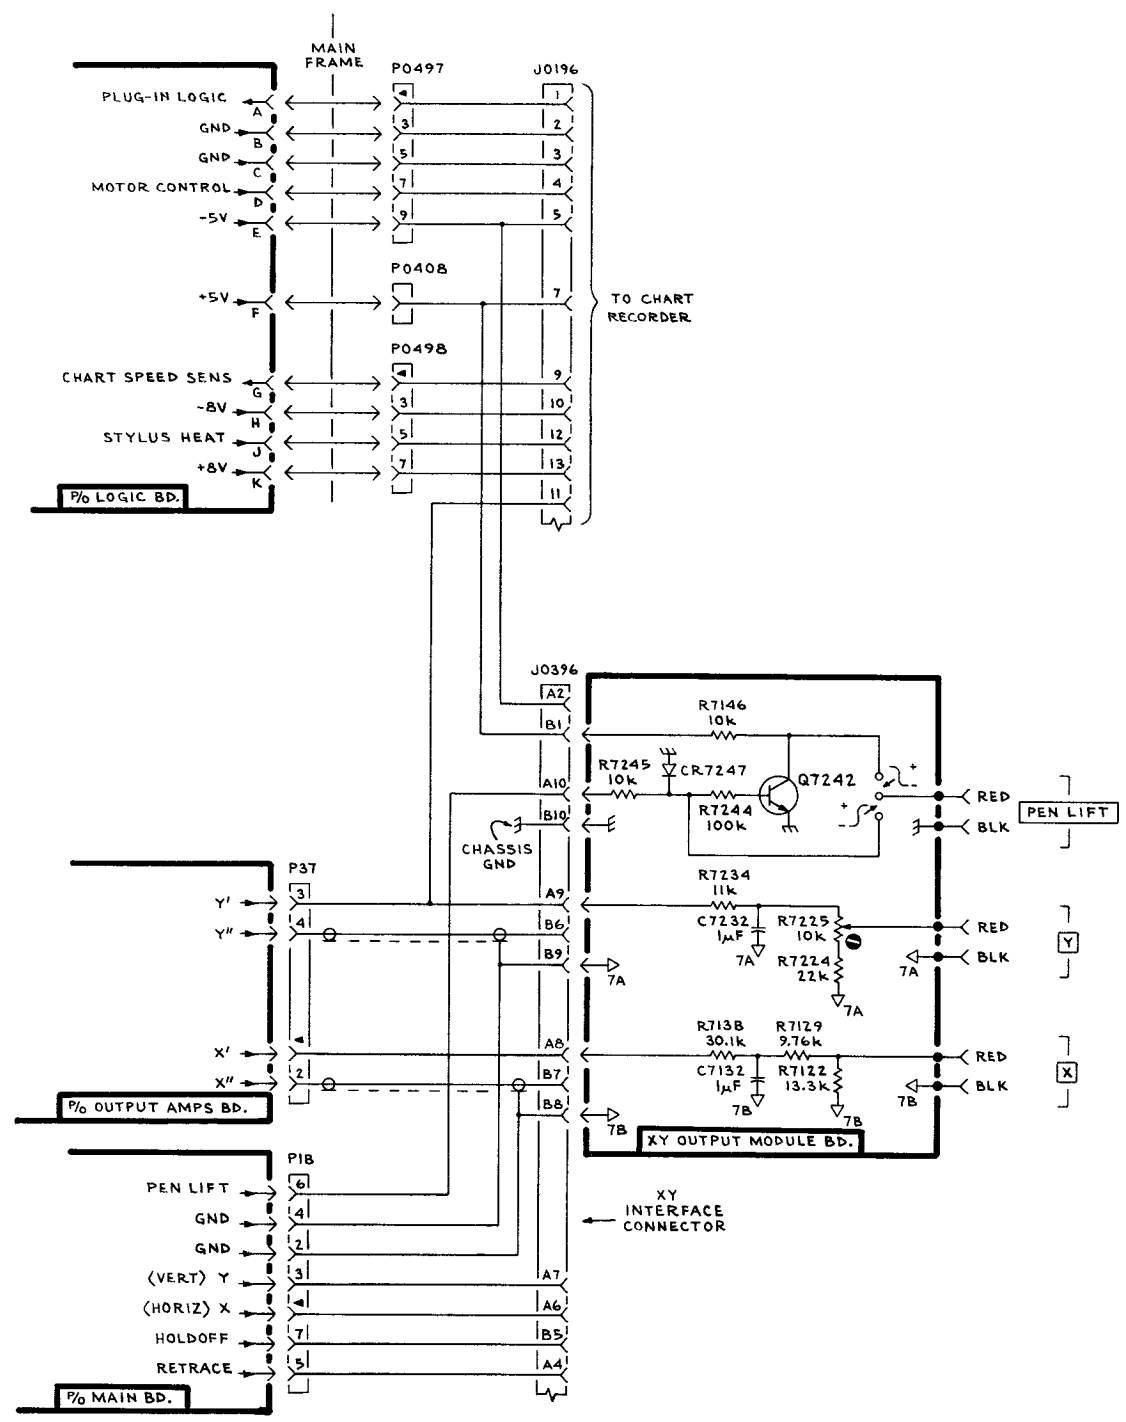 MAIN
FRAME
P0497
J0196
PLUG-IN LOGIC
A
1
GND
B
3
2
GND
C
5
3
MOTOR CONTROL
D
7
4
-5V
E
9
5
P0408
+5V
F
7
TO CHART
RECORDER
P0498
CHART SPEED SENS
G
9
-8V
H
3
10
STYLUS HEAT
J
5
12
+8V
K
7
13
11
P/O LOGIC BD.
J0396
A2
B1
R7146
10K
R7245
10K
CR7247
Q7242
+
-
A10
R7244
100K
+
-
RED
PEN LIFT
B10
BLK
CHASSIS
GND
P37
Y'
3
A9
R7234
11K
Y"
4
B6
C7232
1µF
7A
R7225
10K
RED
Y
B9
7A
R7224
22K
7A
7A
BLK
X'
A8
R7138
30.1K
R7129
9.76K
RED
X"
2
B7
C7132
1µF
7B
R7122
13.3K
7B
7B
BLK
X
B8
7B
P/O OUTPUT AMPS BD.
XY OUTPUT MODULE BD.
P18
PEN LIFT
6
GND
4
XY
INTERFACE
CONNECTOR
GND
2
(VERT) Y
3
A7
(HORIZ) X
A6
HOLDOFF
7
B5
RETRACE
5
A4
P/O MAIN BD.